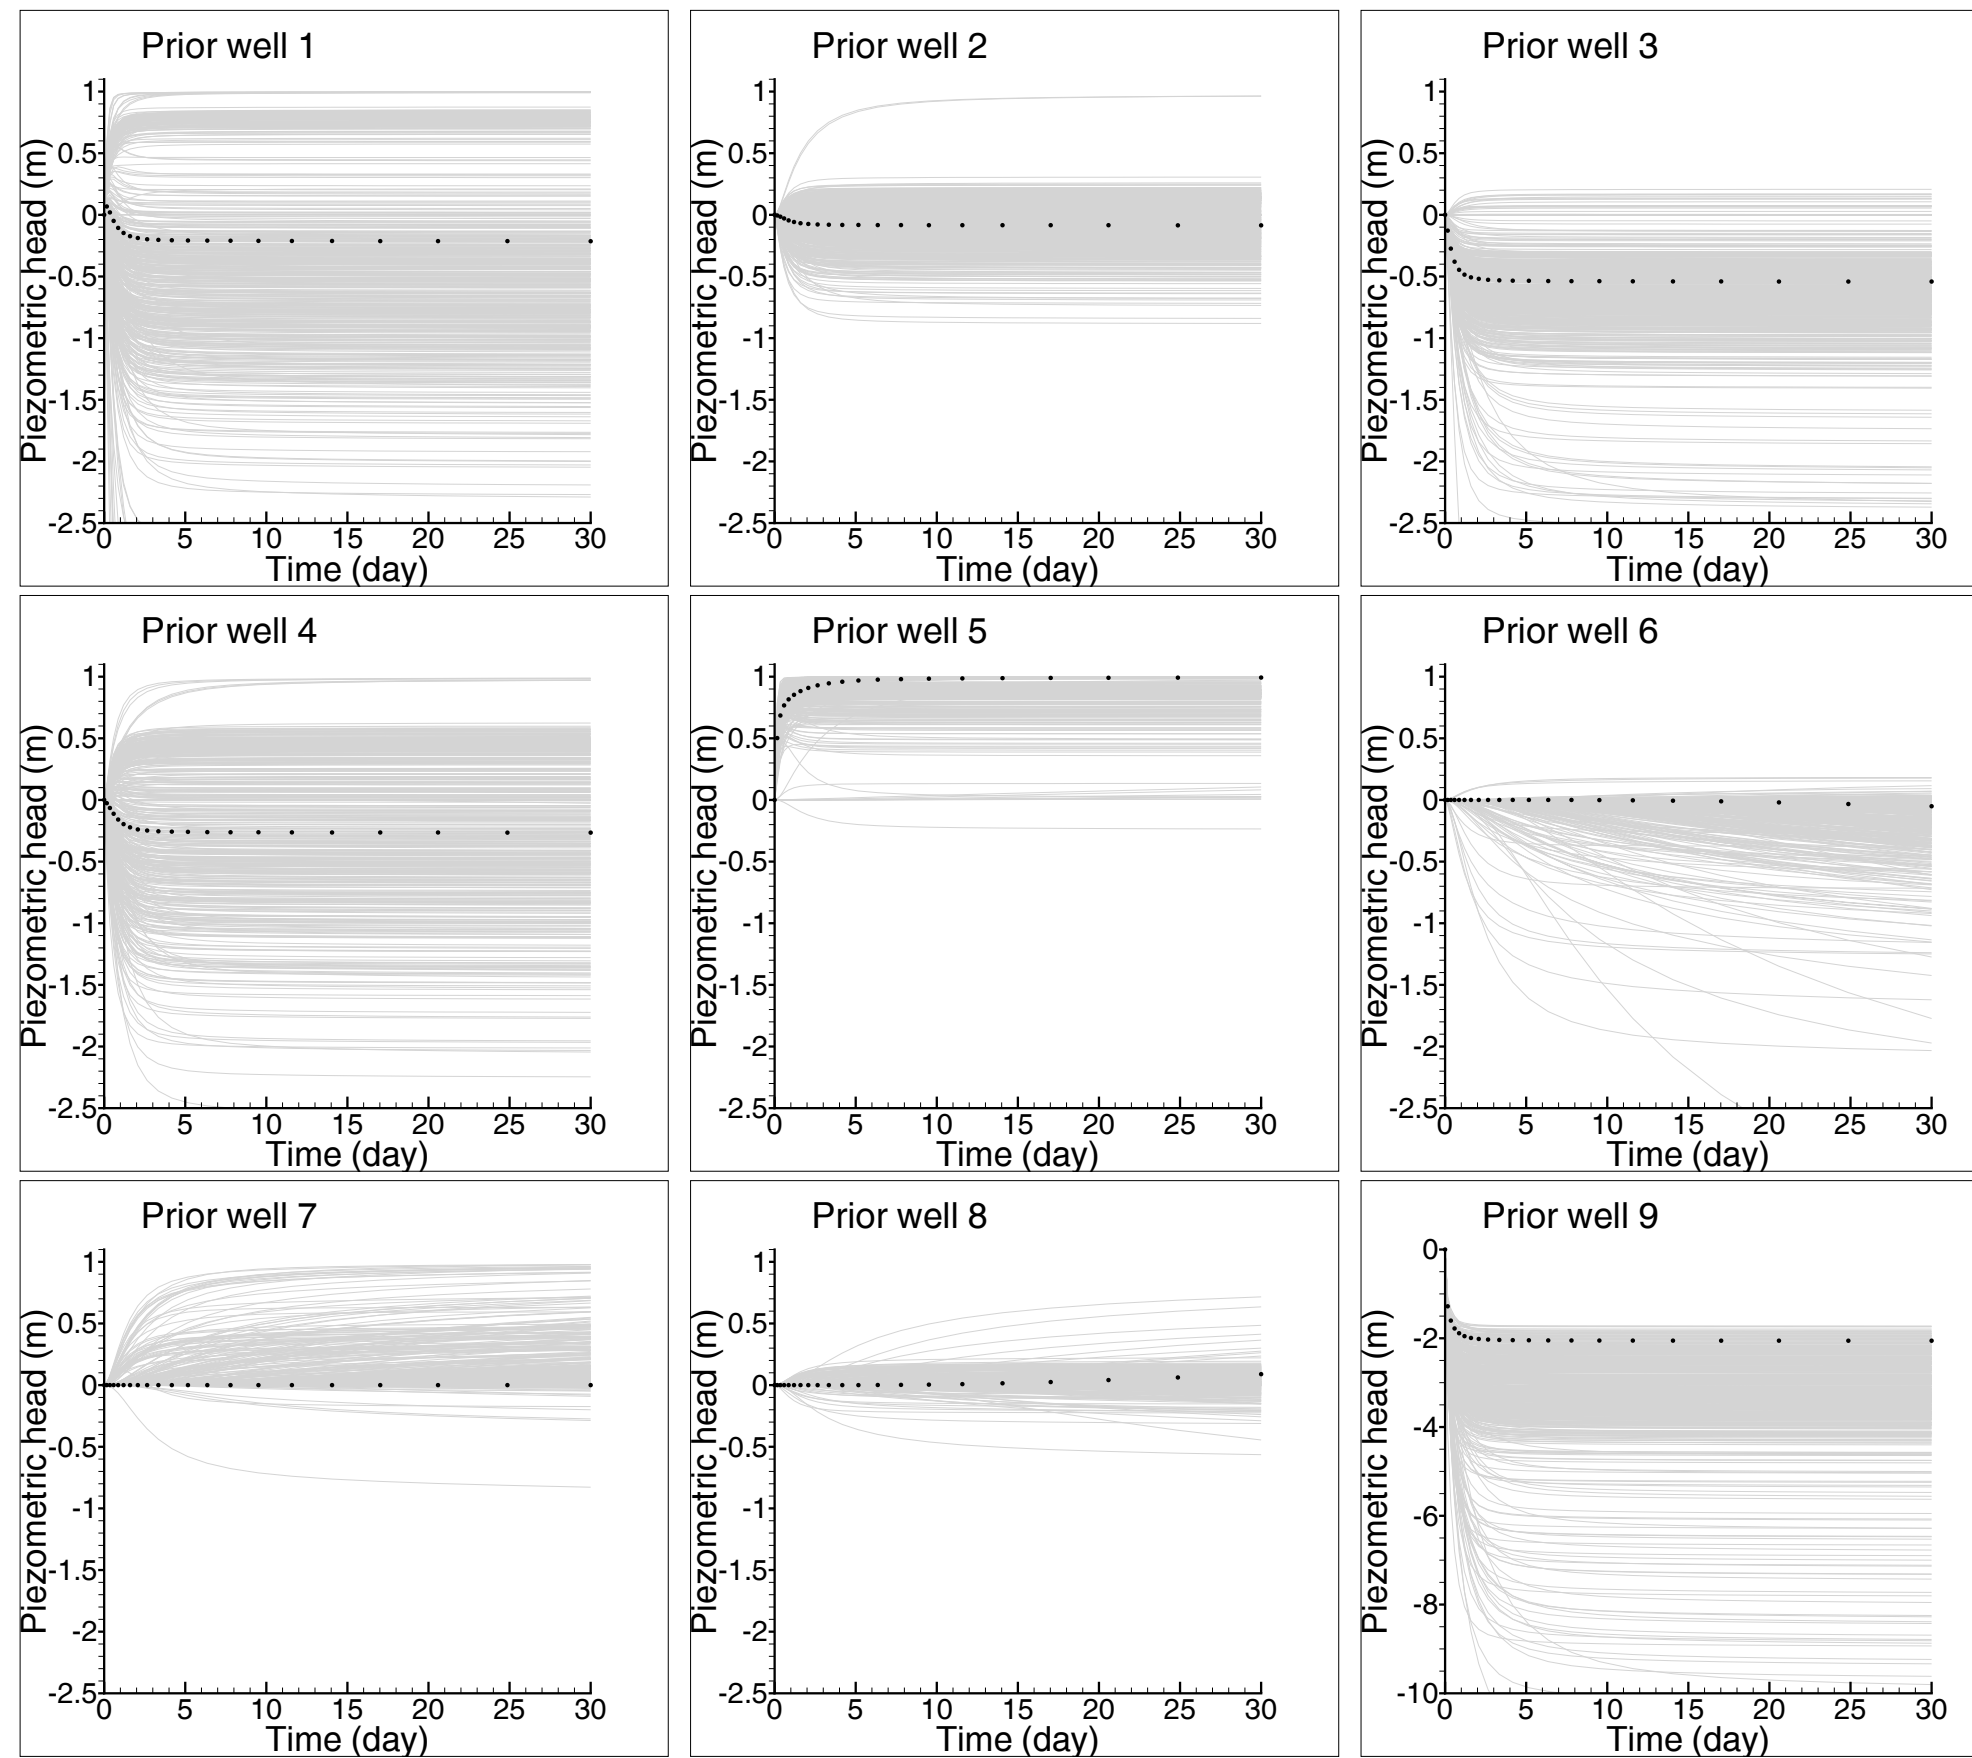 Prior well 1
Piezometric head (m)
1
0.5
0
-0.5
-1
-1.5
-2
-2.5
0 5 10 15 20 25 30
Time (day)
Prior well 2
Piezometric head (m)
1
0.5
0
-0.5
-1
-1.5
-2
-2.5
0 5 10 15 20 25 30
Time (day)
Prior well 3
Piezometric head (m)
1
0.5
0
-0.5
-1
-1.5
-2
-2.5
0 5 10 15 20 25 30
Time (day)
Prior well 4
Piezometric head (m)
1
0.5
0
-0.5
-1
-1.5
-2
-2.5
0 5 10 15 20 25 30
Time (day)
Prior well 5
Piezometric head (m)
1
0.5
0
-0.5
-1
-1.5
-2
-2.5
0 5 10 15 20 25 30
Time (day)
Prior well 6
Piezometric head (m)
1
0.5
0
-0.5
-1
-1.5
-2
-2.5
0 5 10 15 20 25 30
Time (day)
Prior well 7
Piezometric head (m)
1
0.5
0
-0.5
-1
-1.5
-2
-2.5
0 5 10 15 20 25 30
Time (day)
Prior well 8
Piezometric head (m)
1
0.5
0
-0.5
-1
-1.5
-2
-2.5
0 5 10 15 20 25 30
Time (day)
Prior well 9
Piezometric head (m)
0
-2
-4
-6
-8
-10
0 5 10 15 20 25 30
Time (day)